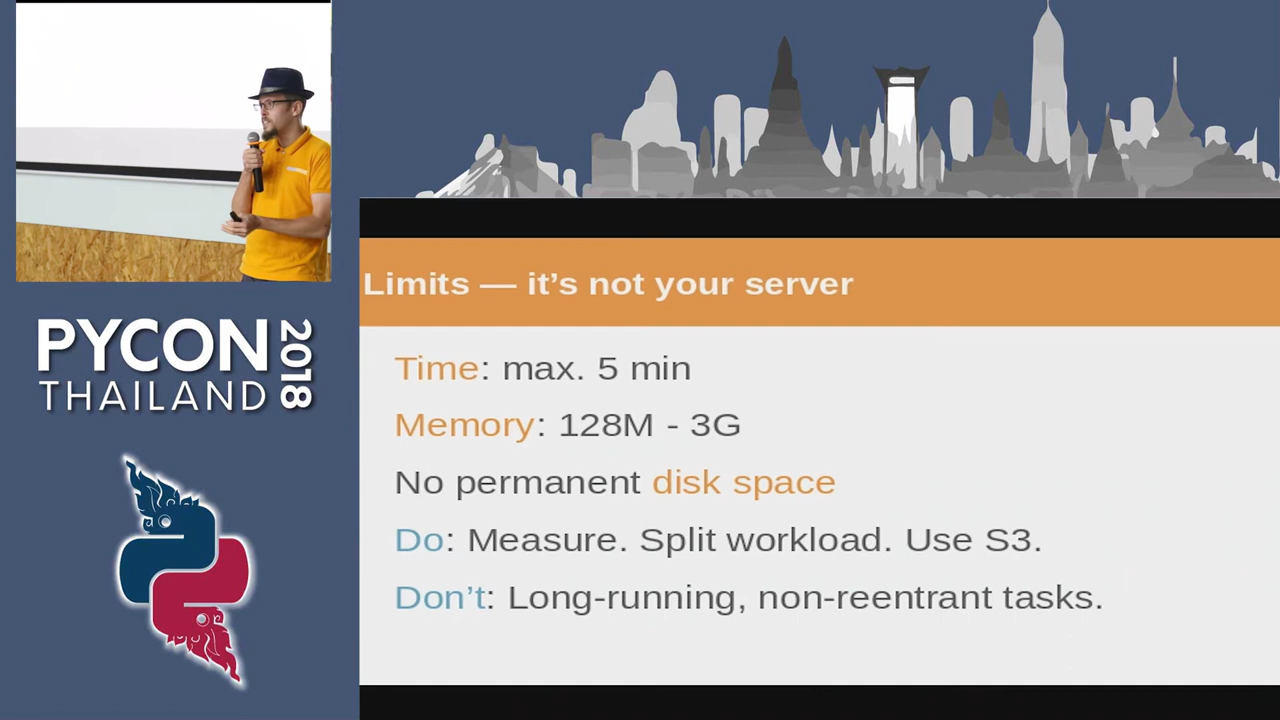 PYCON
THAILAND
2018
Limits — it’s not your server
Time: max. 5 min
Memory: 128M - 3G
No permanent disk space
Do: Measure. Split workload. Use S3.
Don’t: Long-running, non-reentrant tasks.